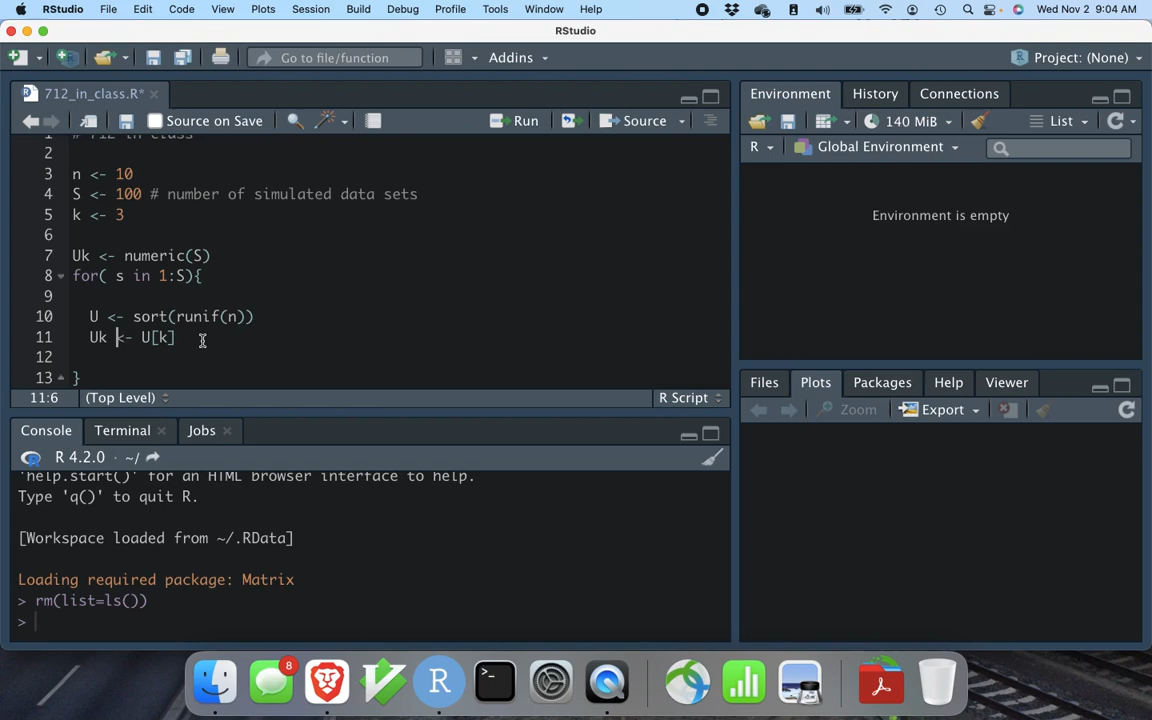 RStudio File Edit Code View Plots Session Build Debug Profile Tools Window Help Wed Nov 2 9:04 AM
RStudio
Go to file/function Addins Project: (None)
712_in_class.R* Source on Save Run Source
1 # 712 in class
2
3 n <- 10
4 S <- 100 # number of simulated data sets
5 k <- 3
6
7 Uk <- numeric(S)
8 for( s in 1:S){
9
10 U <- sort(runif(n))
11 Uk <- U[k]
12
13 }
11:6 (Top Level) R Script
Console Terminal Jobs
R 4.2.0 · ~/
'help.start()' for an HTML browser interface to help.
Type 'q()' to quit R.
[Workspace loaded from ~/.RData]
Loading required package: Matrix
> rm(list=ls())
>
Environment History Connections
140 MiB List
R Global Environment
Environment is empty
Files Plots Packages Help Viewer
Zoom Export
8